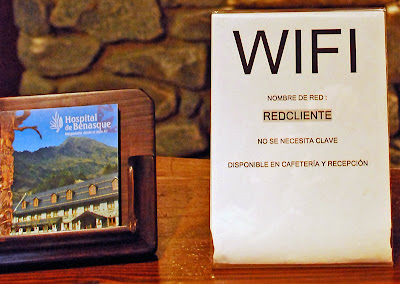 Hospital
de Benasque
WIFI
NOMBRE DE RED :
REDCLIENTE
NO SE NECESITA CLAVE
DISPONIBLE EN CAFETERÍA Y RECEPCIÓN